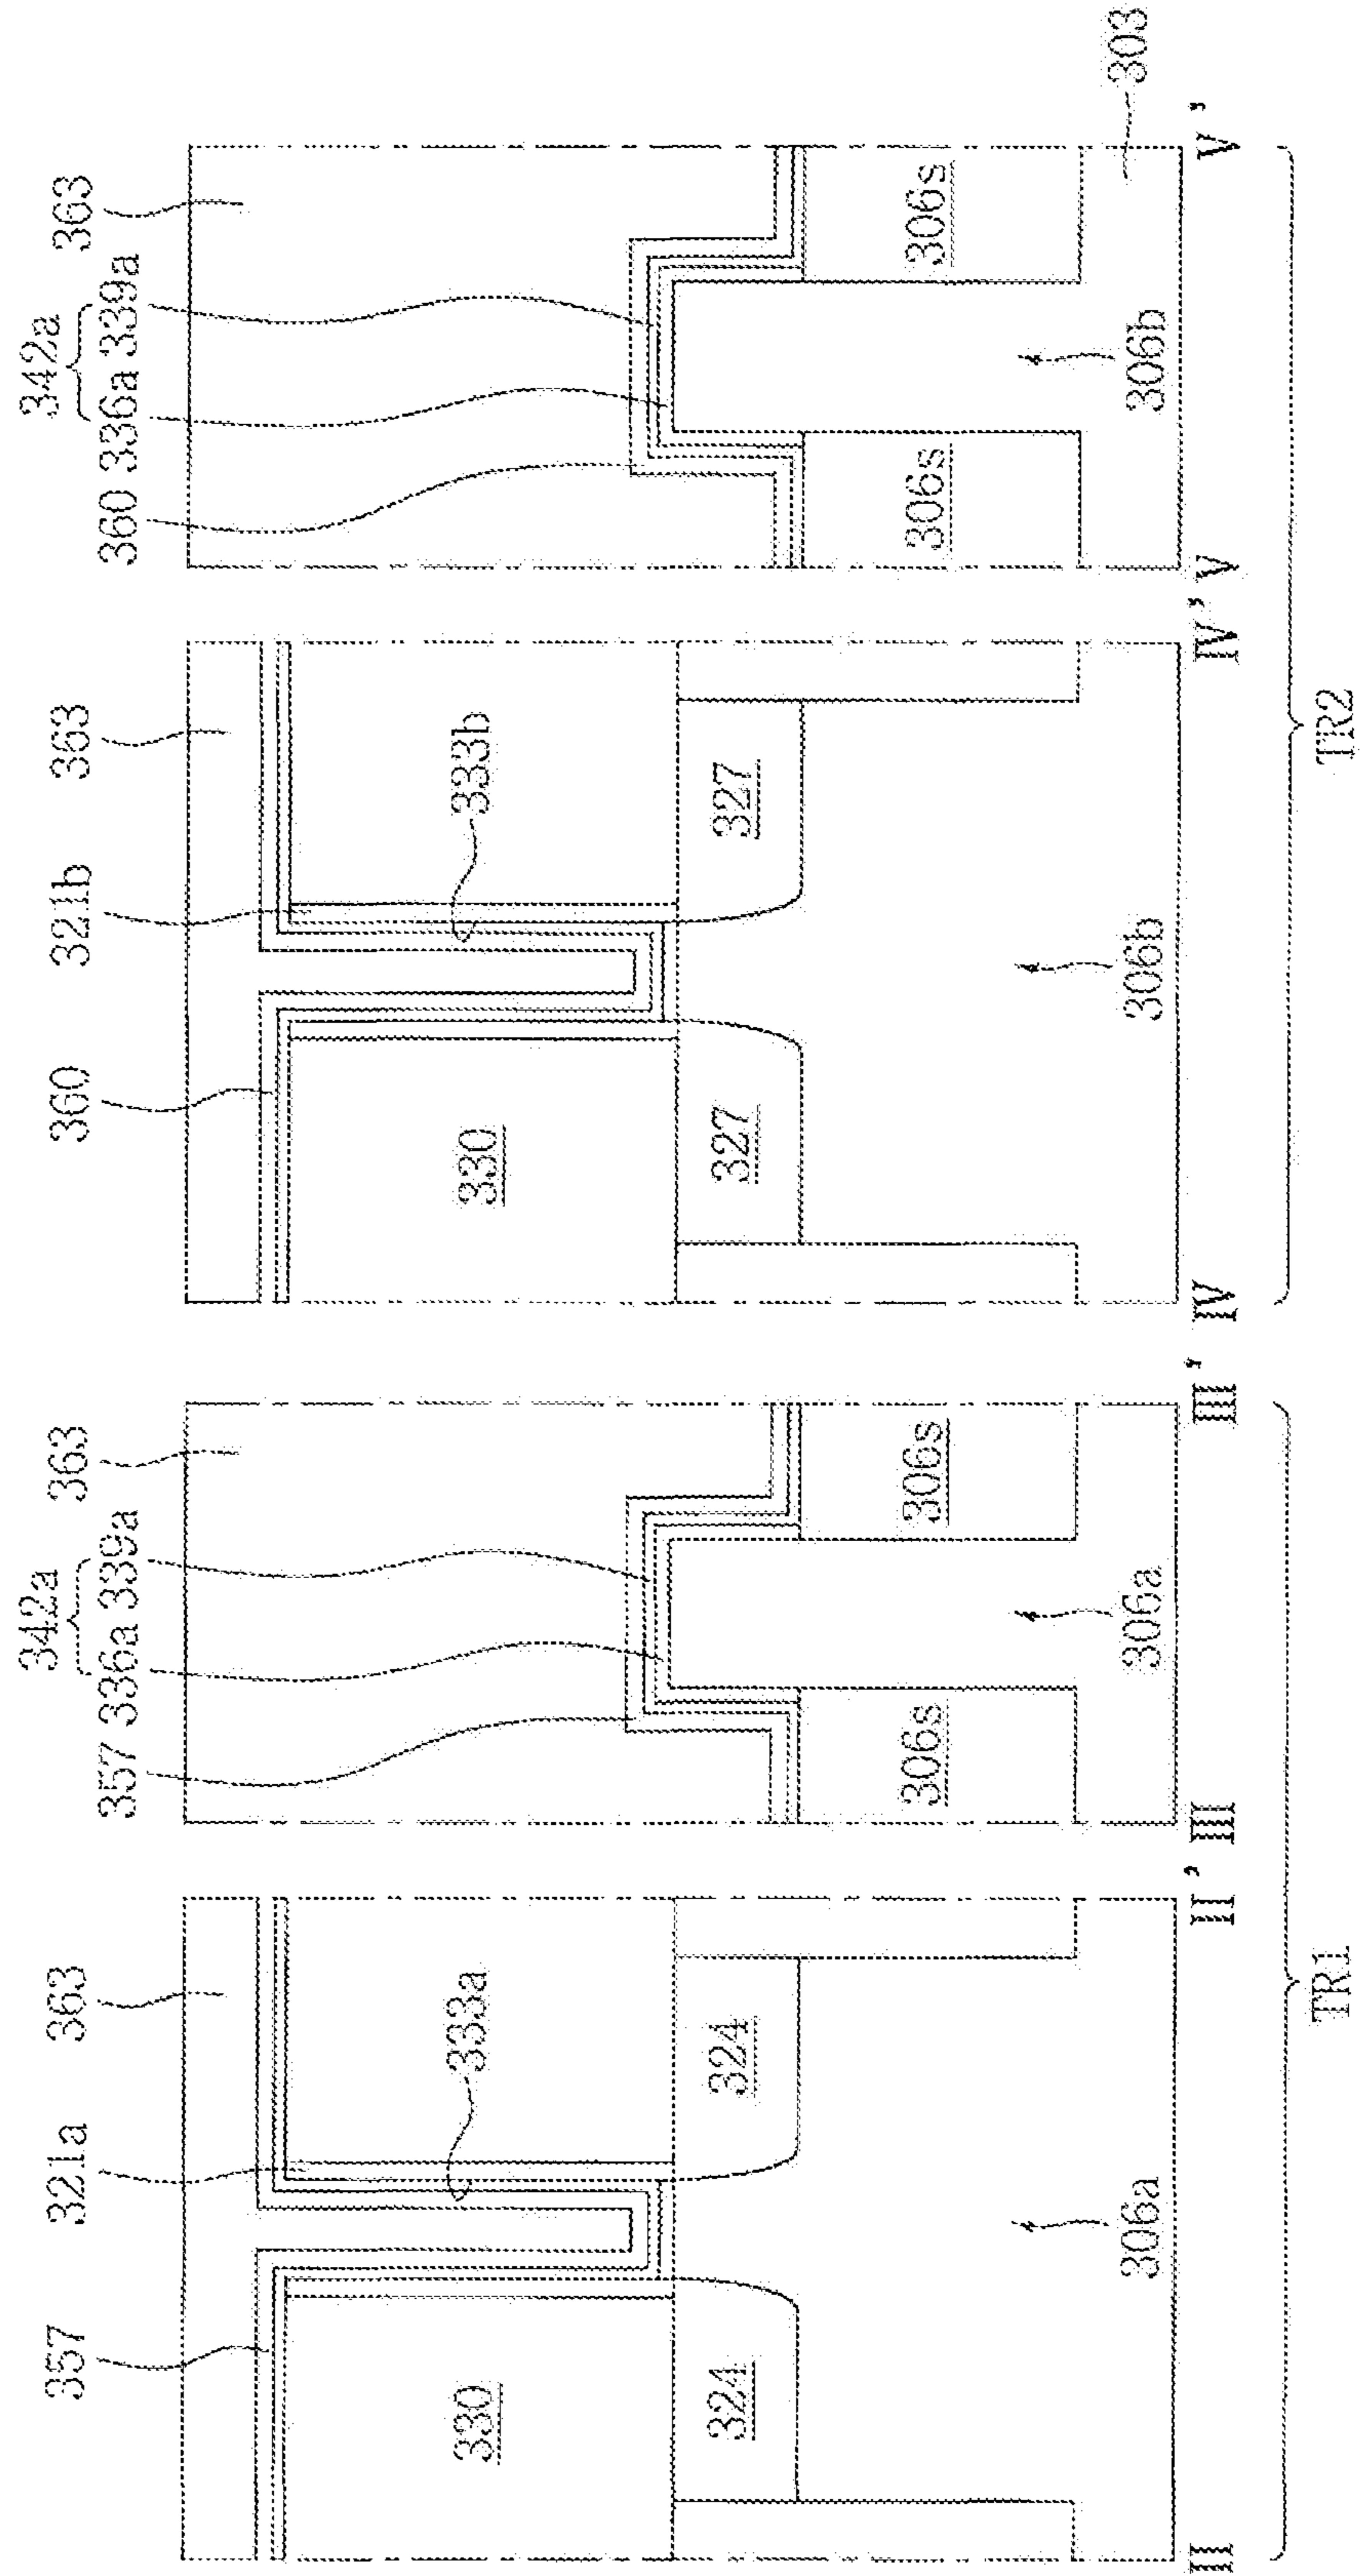 342a
357 321a 363 357 336a 339a 363 360 321b 363 360 336a 339a 363
330 333a 330 333b
324 324 306s 306s 327 327 306s 306s
306a 306a 306b 306b 303
II II' III III' IV IV' V V'
TR1 TR2
342a